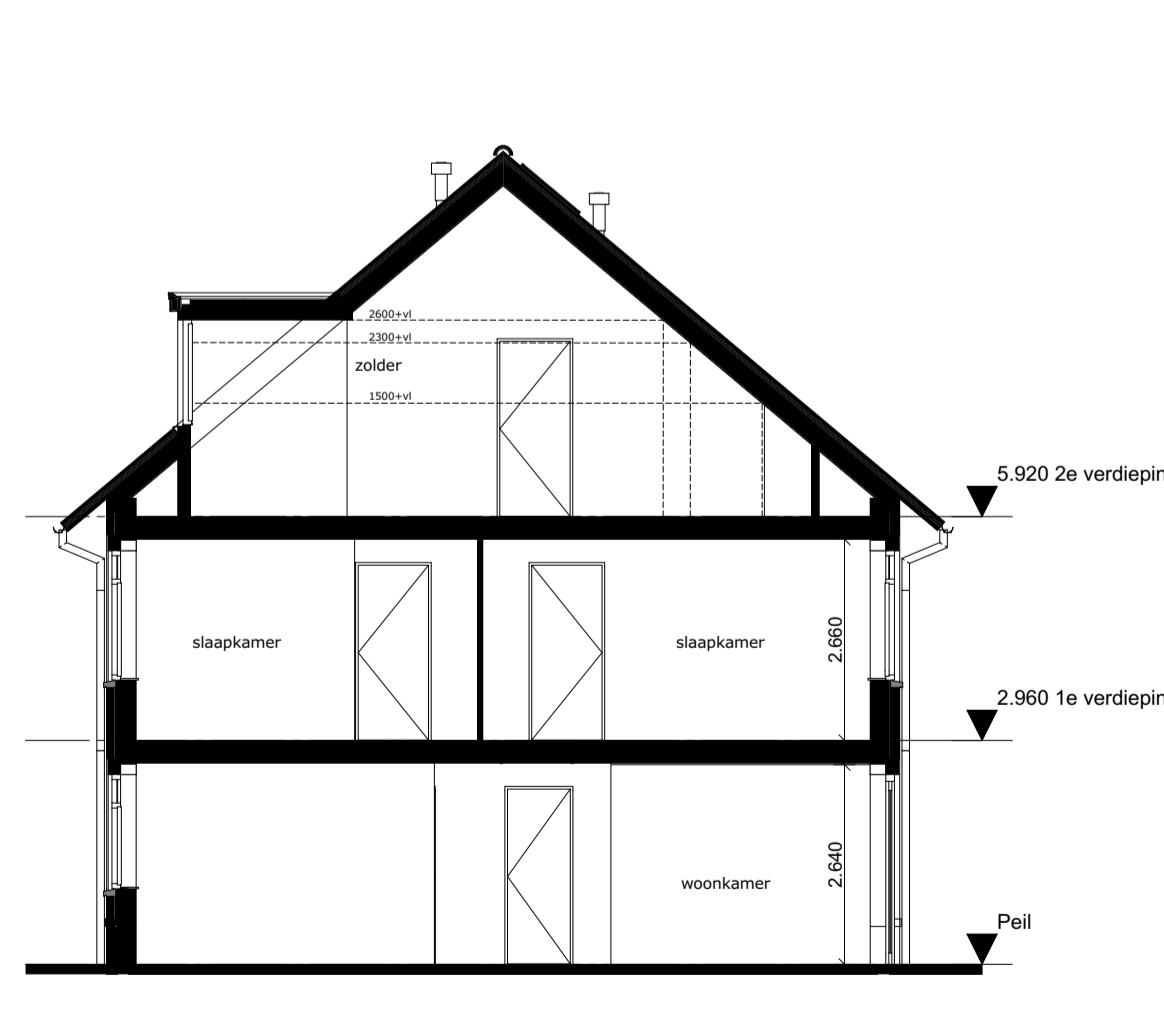 2600+vl
2300+vl
zolder
1500+vl
5.920 2e verdiepin
slaapkamer
slaapkamer
2.660
2.960 1e verdiepin
woonkamer
2.640
Peil